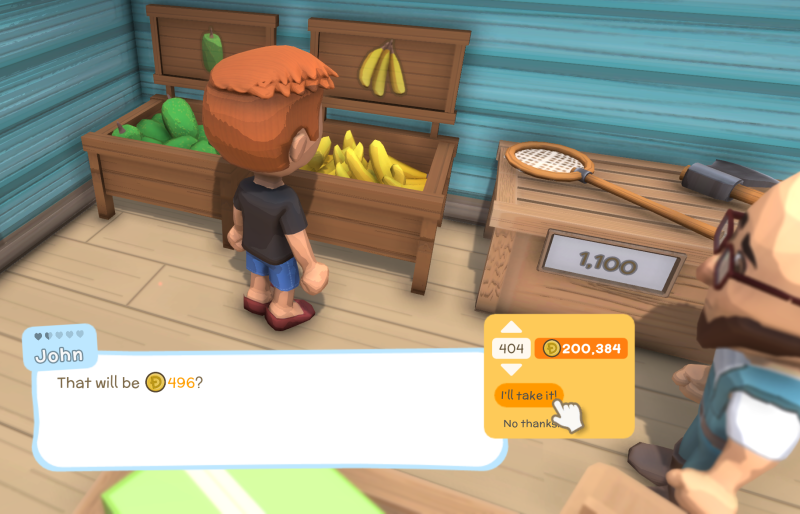 1,100
John
That will be 496?
404
200,384
I'll take it!
No thanks